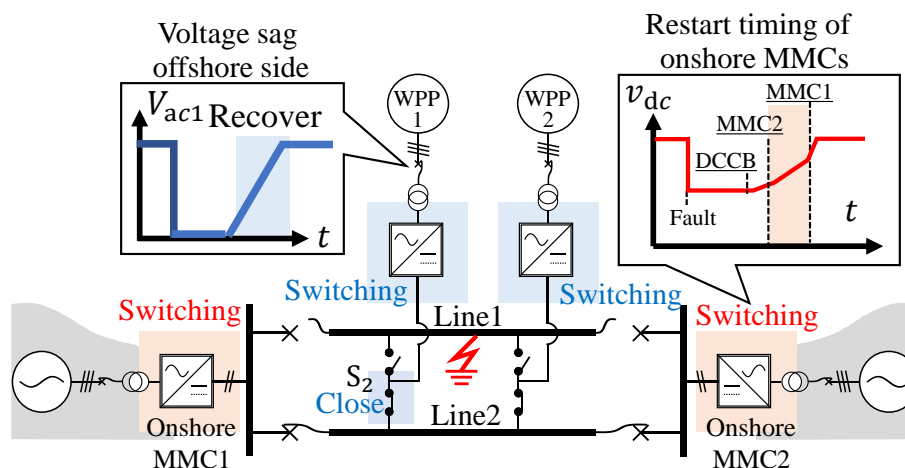 Voltage sag
offshore side
V_ac1 Recover
t
WPP
1
WPP
2
Restart timing of
onshore MMCs
v_dc
MMC1
MMC2
DCCB
Fault
t
Switching
Switching
Switching
Switching
Line1
S_2
Close
Line2
Onshore
MMC1
Onshore
MMC2